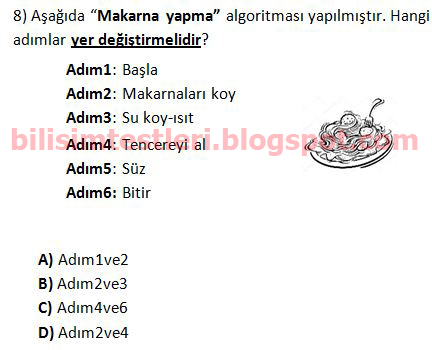 8) Aşağıda “Makarna yapma” algoritması yapılmıştır. Hangi
adımlar yer değiştirmelidir?
Adım1: Başla
Adım2: Makarnaları koy
Adım3: Su koy-ısıt
bilisimtestleri.blogspot.com
Adım4: Tencereyi al
Adım5: Süz
Adım6: Bitir
A) Adım1ve2
B) Adım2ve3
C) Adım4ve6
D) Adım2ve4